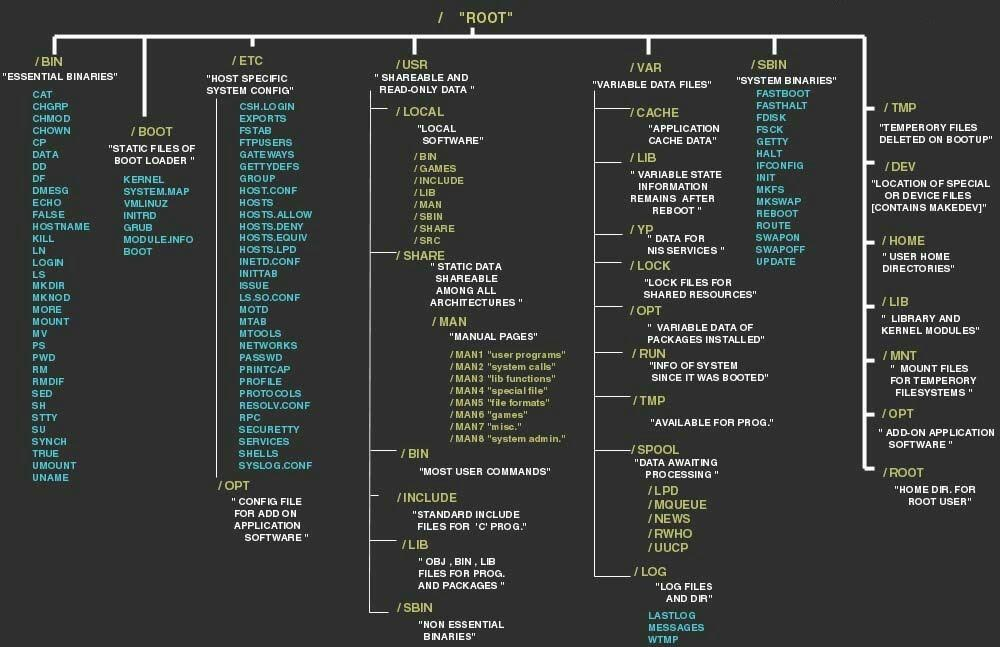 / "ROOT"
/BIN
"ESSENTIAL BINARIES"
CAT
CHGRP
CHMOD
CHOWN
CP
DATA
DD
DF
DMESG
ECHO
FALSE
HOSTNAME
KILL
LN
LOGIN
LS
MKDIR
MKNOD
MORE
MOUNT
MV
PS
PWD
RM
RMDIF
SED
SH
STTY
SU
SYNCH
TRUE
UMOUNT
UNAME
/BOOT
"STATIC FILES OF
BOOT LOADER "
KERNEL
SYSTEM.MAP
VMLINUZ
INITRD
GRUB
MODULE.INFO
BOOT
/ETC
"HOST SPECIFIC
SYSTEM CONFIG"
CSH.LOGIN
EXPORTS
FSTAB
FTPUSERS
GATEWAYS
GETTYDEFS
GROUP
HOST.CONF
HOSTS
HOSTS.ALLOW
HOSTS.DENY
HOSTS.EQUIV
HOSTS.LPD
INETD.CONF
INITTAB
ISSUE
LS.SO.CONF
MOTD
MTAB
MTOOLS
NETWORKS
PASSWD
PRINTCAP
PROFILE
PROTOCOLS
RESOLV.CONF
RPC
SECURETTY
SERVICES
SHELLS
SYSLOG.CONF
/OPT
" CONFIG FILE
FOR ADD ON
APPLICATION
SOFTWARE "
/USR
" SHAREABLE AND
READ-ONLY DATA "
/LOCAL
"LOCAL
SOFTWARE"
/BIN
/GAMES
/INCLUDE
/LIB
/MAN
/SBIN
/SHARE
/SRC
/SHARE
" STATIC DATA
SHAREABLE
AMONG ALL
ARCHITECTURES "
/MAN
"MANUAL PAGES"
/MAN1 "user programs"
/MAN2 "system calls"
/MAN3 "lib functions"
/MAN4 "special file"
/MAN5 "file formats"
/MAN6 "games"
/MAN7 "misc."
/MAN8 "system admin."
/BIN
"MOST USER COMMANDS"
/INCLUDE
"STANDARD INCLUDE
FILES FOR 'C' PROG."
/LIB
" OBJ , BIN , LIB
FILES FOR PROG.
AND PACKAGES "
/SBIN
"NON ESSENTIAL
BINARIES"
/VAR
"VARIABLE DATA FILES"
/CACHE
"APPLICATION
CACHE DATA"
/LIB
" VARIABLE STATE
INFORMATION
REMAINS AFTER
REBOOT "
/YP
" DATA FOR
NIS SERVICES "
/LOCK
"LOCK FILES FOR
SHARED RESOURCES"
/OPT
" VARIABLE DATA OF
PACKAGES INSTALLED"
/RUN
"INFO OF SYSTEM
SINCE IT WAS BOOTED"
/TMP
"AVAILABLE FOR PROG."
/SPOOL
"DATA AWAITING
PROCESSING "
/LPD
/MQUEUE
/NEWS
/RWHO
/UUCP
/LOG
"LOG FILES
AND DIR"
LASTLOG
MESSAGES
WTMP
/SBIN
"SYSTEM BINARIES"
FASTBOOT
FASTHALT
FDISK
FSCK
GETTY
HALT
IFCONFIG
INIT
MKFS
MKSWAP
REBOOT
ROUTE
SWAPON
SWAPOFF
UPDATE
/TMP
"TEMPERORY FILES
DELETED ON BOOTUP"
/DEV
"LOCATION OF SPECIAL
OR DEVICE FILES
[CONTAINS MAKEDEV]"
/HOME
" USER HOME
DIRECTORIES"
/LIB
" LIBRARY AND
KERNEL MODULES"
/MNT
" MOUNT FILES
FOR TEMPERORY
FILESYSTEMS "
/OPT
" ADD-ON APPLICATION
SOFTWARE "
/ROOT
"HOME DIR. FOR
ROOT USER"